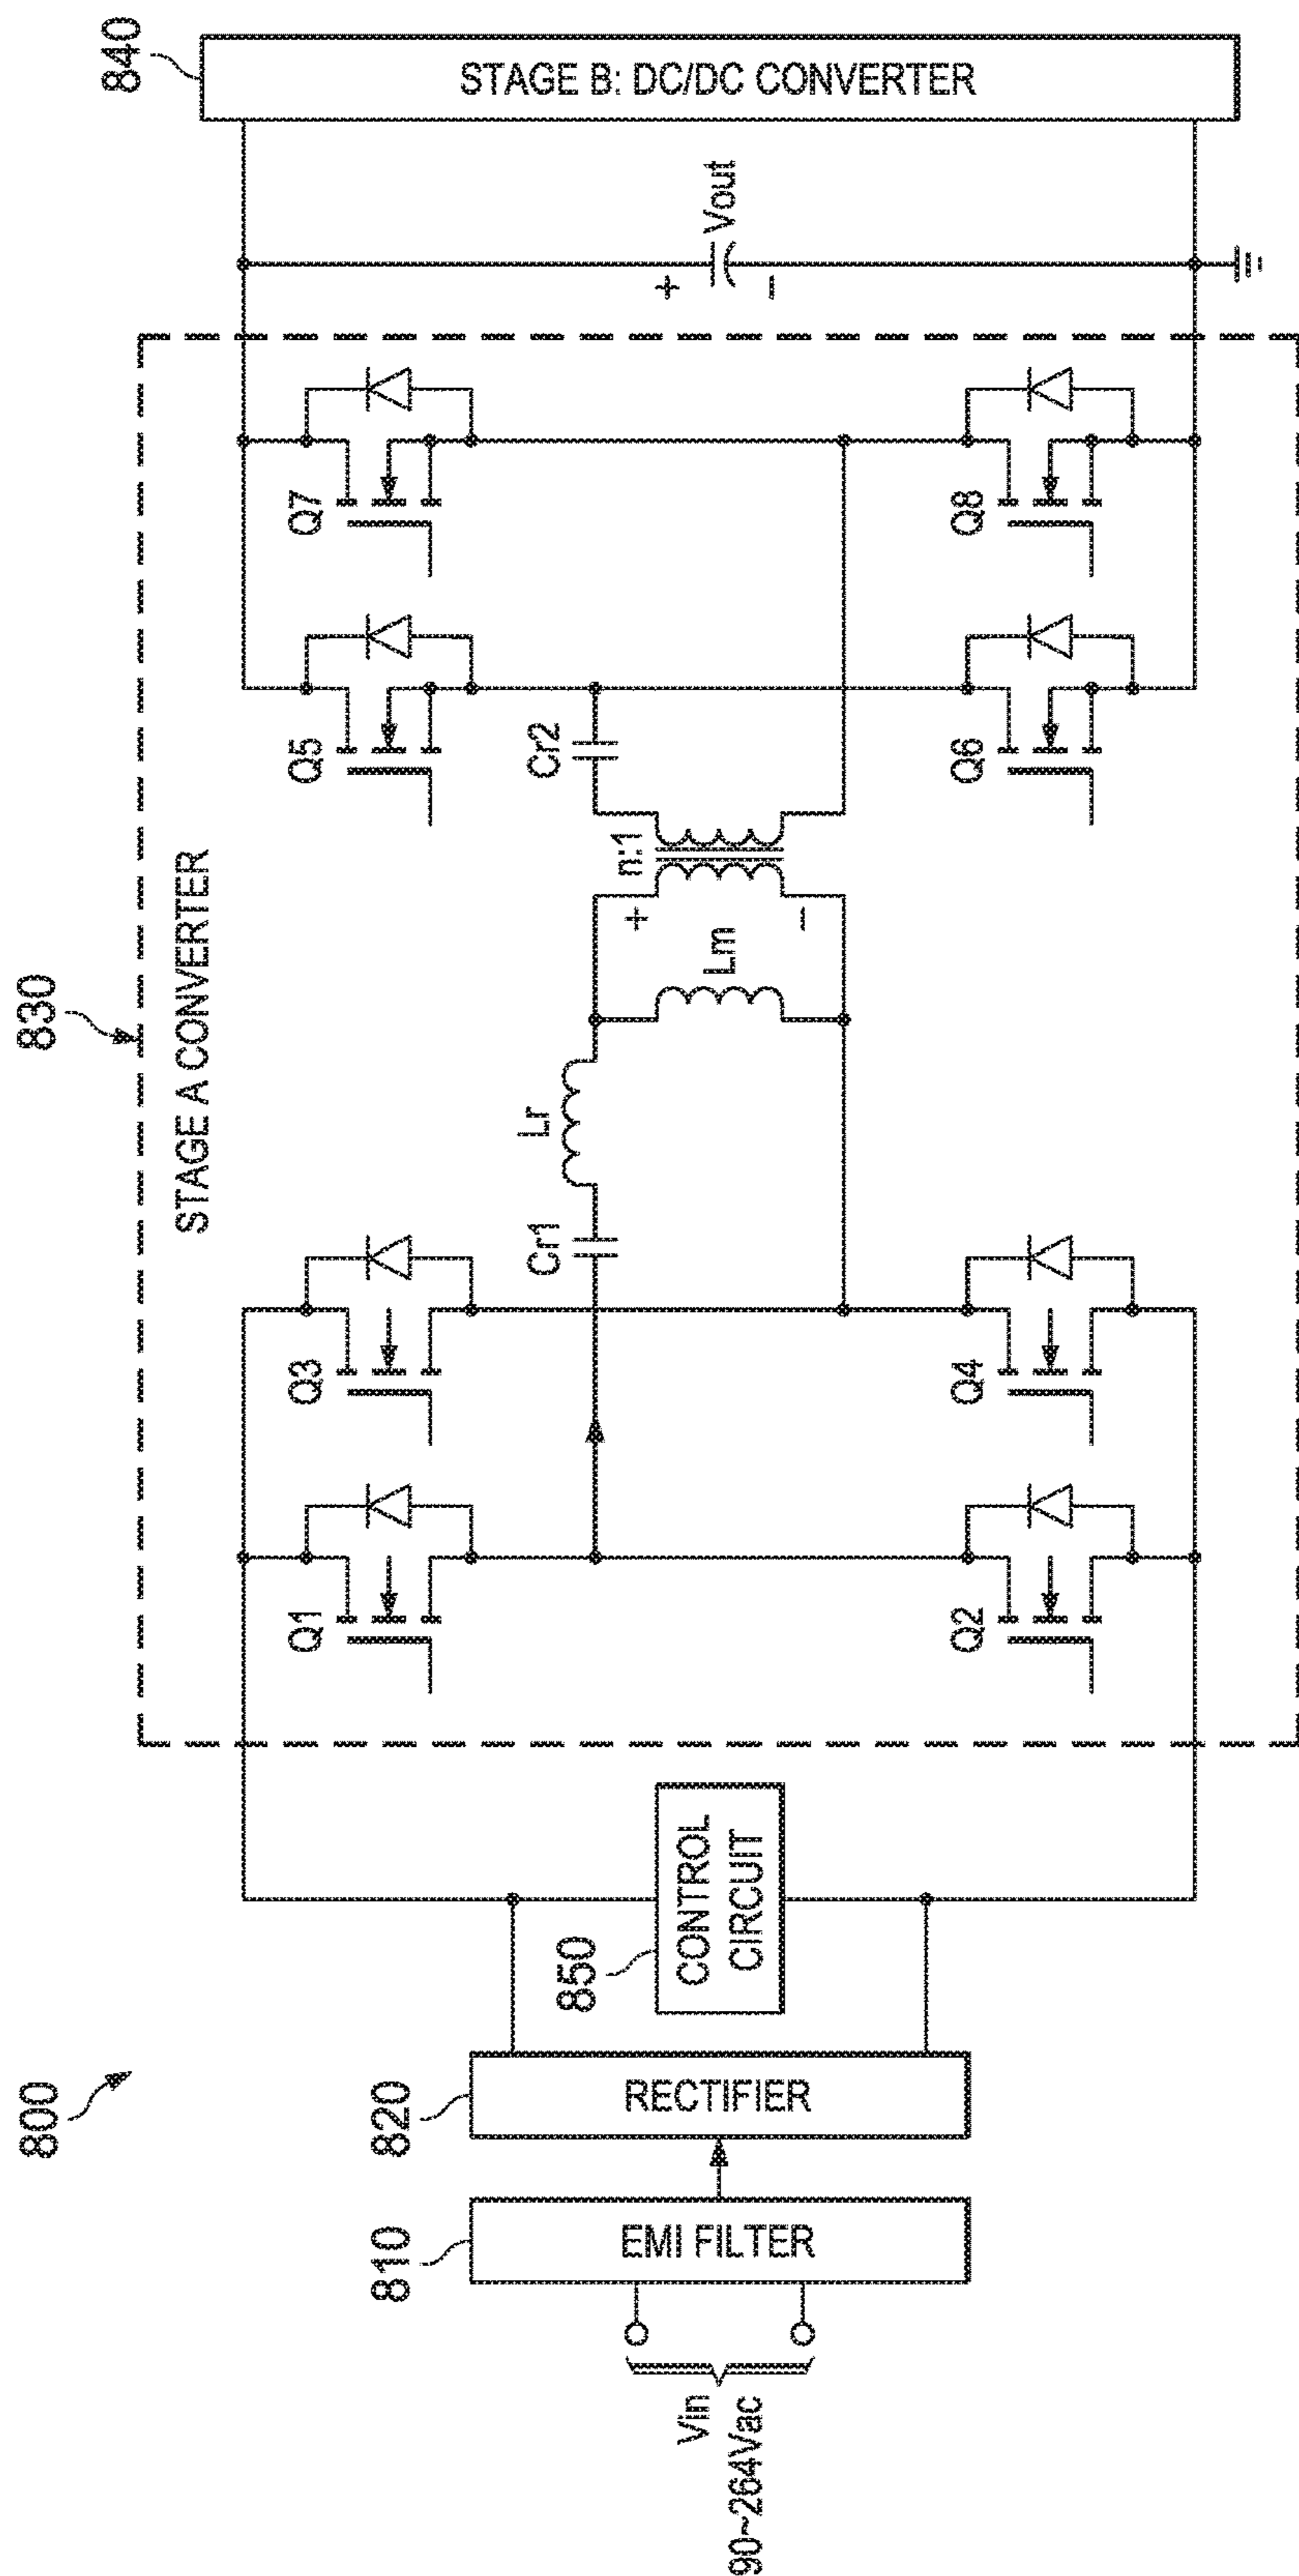 800
830
840
STAGE A CONVERTER
Q1
Q3
Q5
Q7
Vin
90~264Vac
810
EMI FILTER
820
RECTIFIER
850
CONTROL
CIRCUIT
Cr1
Lr
Lm
+
−
n:1
Cr2
+
−
Vout
STAGE B: DC/DC CONVERTER
Q2
Q4
Q6
Q8